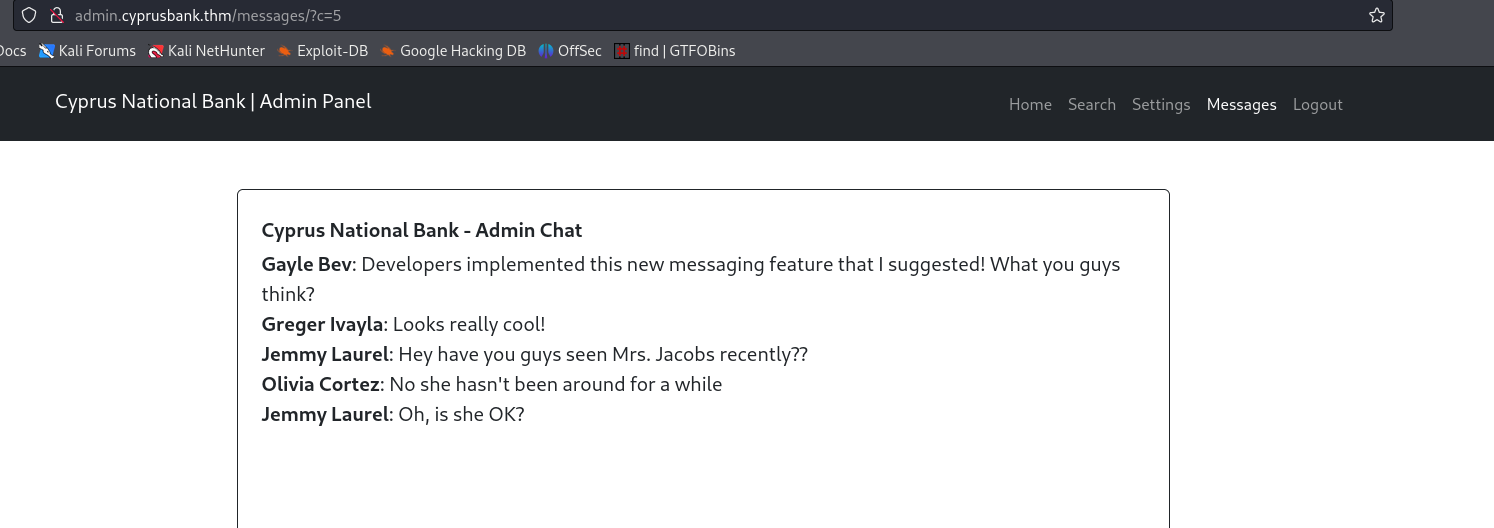 admin.cyprusbank.thm/messages/?c=5
Docs Kali Forums Kali NetHunter Exploit-DB Google Hacking DB OffSec find | GTFOBins
Cyprus National Bank | Admin Panel Home Search Settings Messages Logout
Cyprus National Bank - Admin Chat
Gayle Bev: Developers implemented this new messaging feature that I suggested! What you guys
think?
Greger Ivayla: Looks really cool!
Jemmy Laurel: Hey have you guys seen Mrs. Jacobs recently??
Olivia Cortez: No she hasn't been around for a while
Jemmy Laurel: Oh, is she OK?